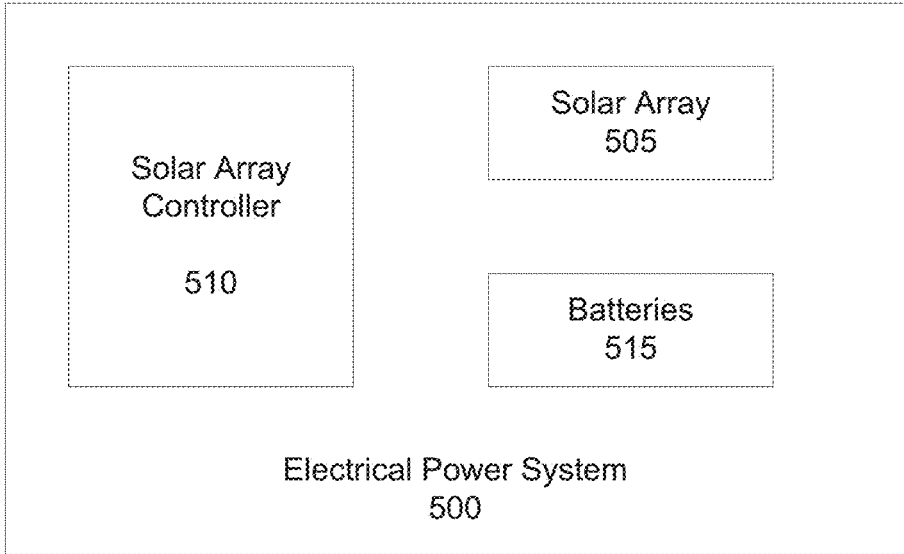 Solar Array
Controller
510
Solar Array
505
Batteries
515
Electrical Power System
500